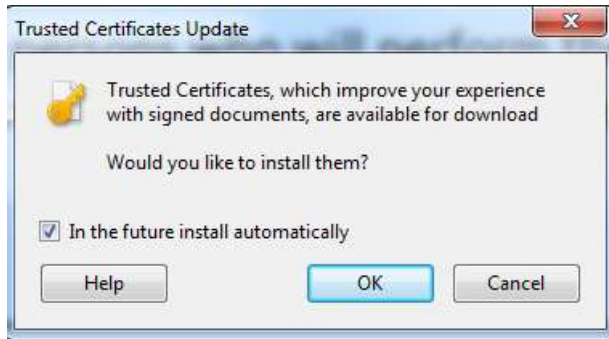 Trusted Certificates Update
Trusted Certificates, which improve your experience
with signed documents, are available for download
Would you like to install them?
In the future install automatically
Help
OK
Cancel